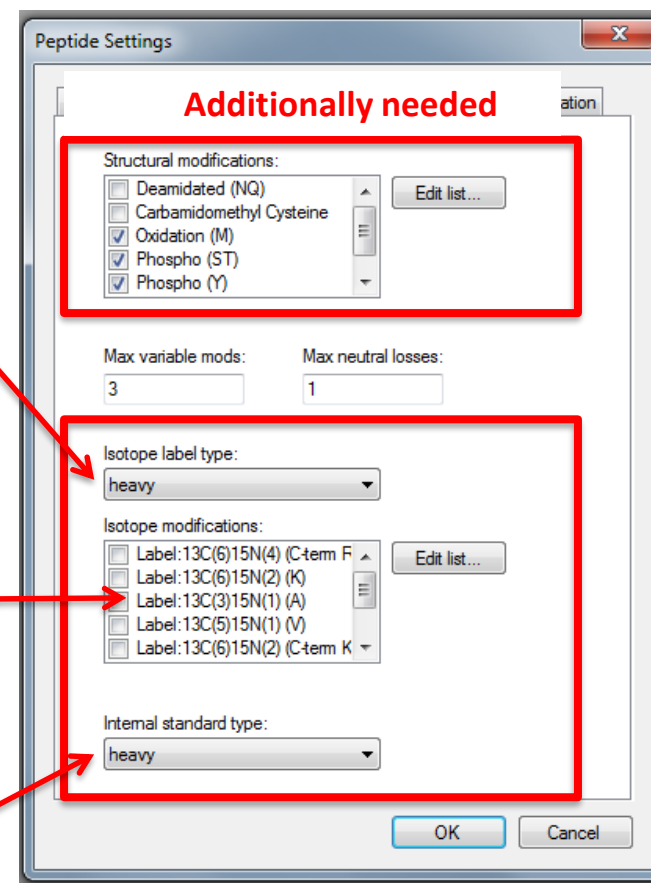 Peptide Settings
x
Additionally needed
ation
Structural modifications:
Deamidated (NQ)
Edit list...
Carbamidomethyl Cysteine
Oxidation (M)
Phospho (ST)
Phospho (Y)
Max variable mods: Max neutral losses:
3 1
Isotope label type:
heavy
Isotope modifications:
Label:13C(6)15N(4) (C-term R
Edit list...
Label:13C(6)15N(2) (K)
Label:13C(3)15N(1) (A)
Label:13C(5)15N(1) (V)
Label:13C(6)15N(2) (C-term K
Internal standard type:
heavy
OK Cancel